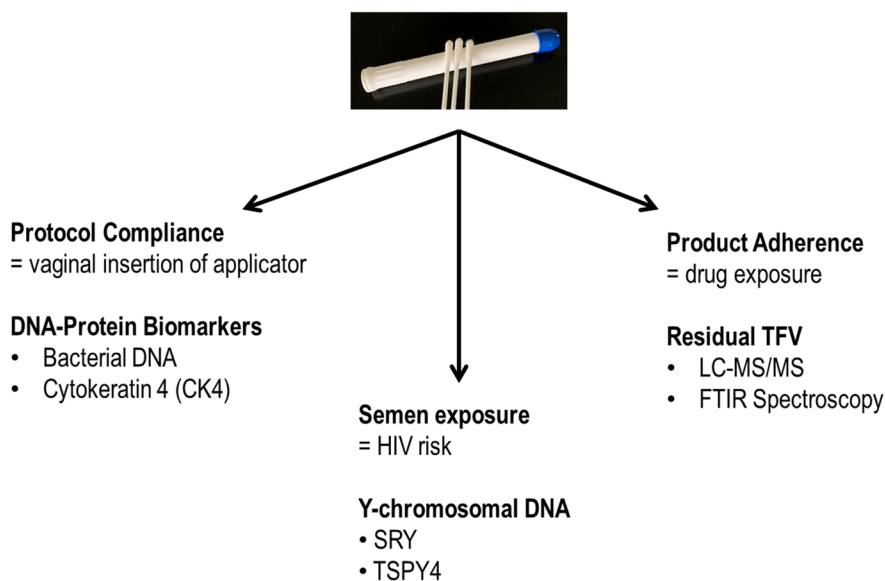 Protocol Compliance
= vaginal insertion of applicator
DNA-Protein Biomarkers
• Bacterial DNA
• Cytokeratin 4 (CK4)
Semen exposure
= HIV risk
Y-chromosomal DNA
• SRY
• TSPY4
Product Adherence
= drug exposure
Residual TFV
• LC-MS/MS
• FTIR Spectroscopy